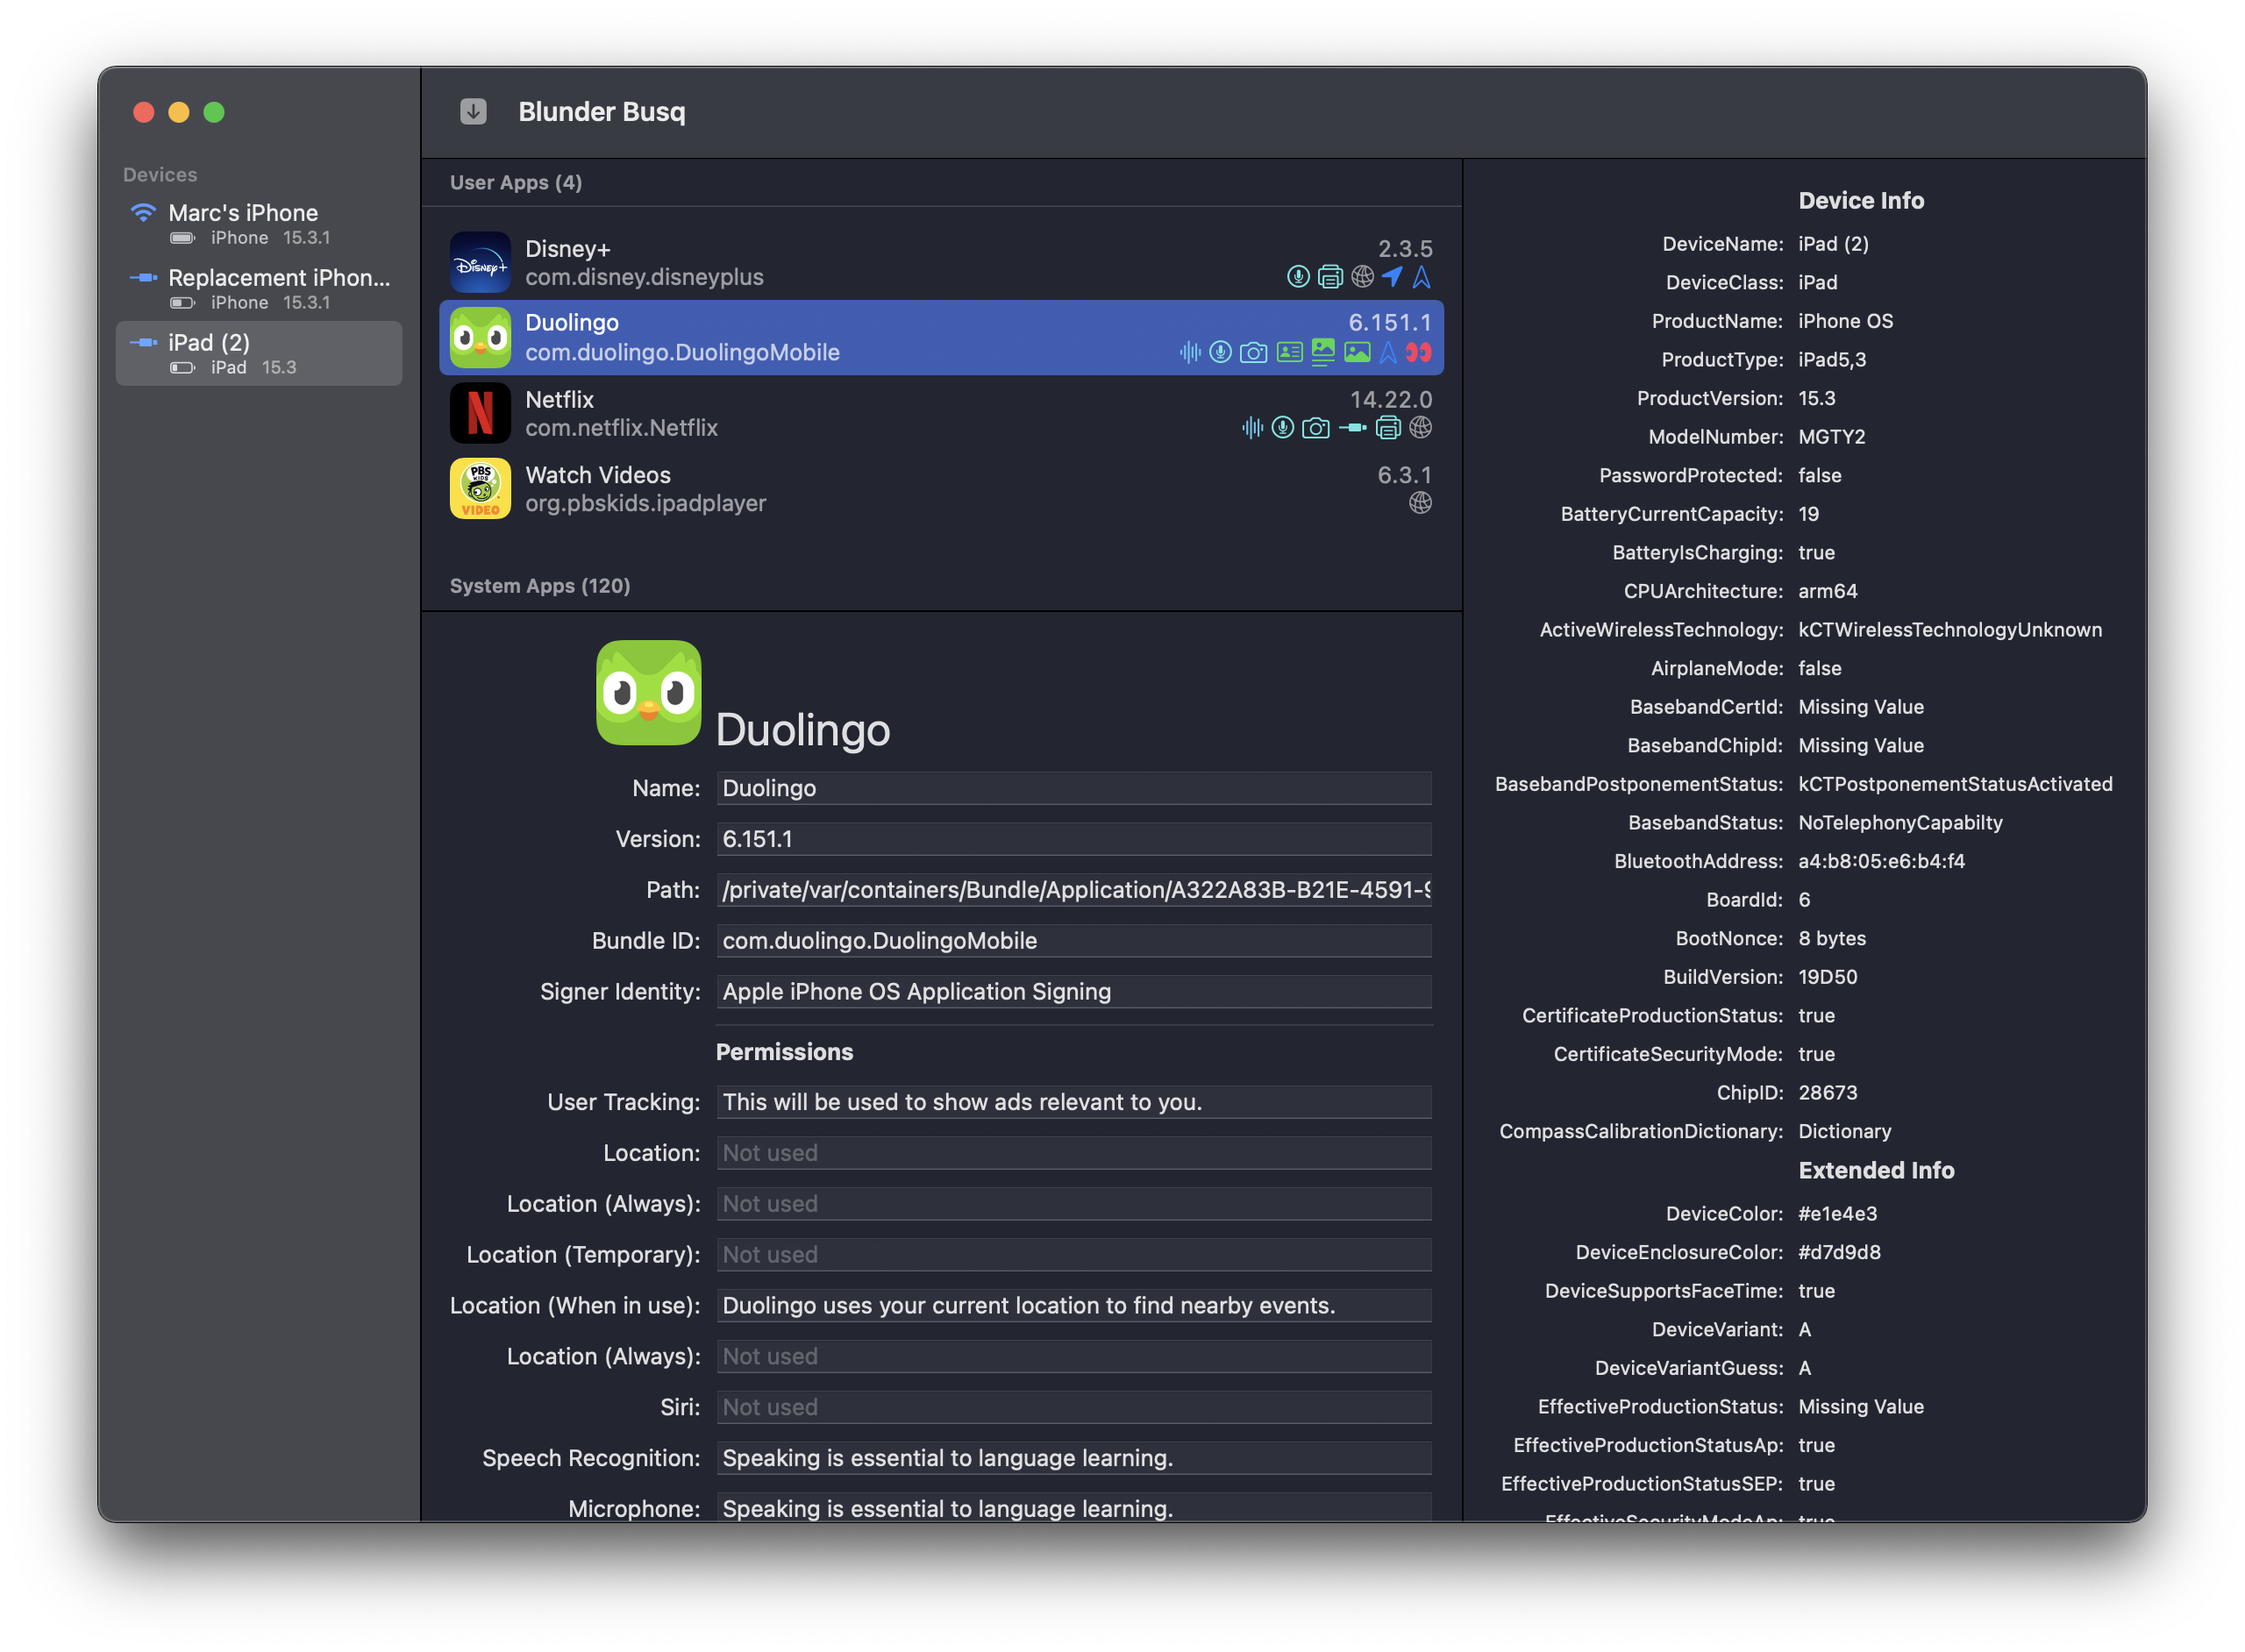 Blunder Busq
Devices
Marc's iPhone
iPhone 15.3.1
Replacement iPhon...
iPhone 15.3.1
iPad (2)
iPad 15.3
User Apps (4)
Disney+ 2.3.5
com.disney.disneyplus
Duolingo 6.151.1
com.duolingo.DuolingoMobile
Netflix 14.22.0
com.netflix.Netflix
Watch Videos 6.3.1
org.pbskids.ipadplayer
Disney+
N
PBS
KIDS
VIDEO
System Apps (120)
Duolingo
Name: Duolingo
Version: 6.151.1
Path: /private/var/containers/Bundle/Application/A322A83B-B21E-4591-
Bundle ID: com.duolingo.DuolingoMobile
Signer Identity: Apple iPhone OS Application Signing
Permissions
User Tracking: This will be used to show ads relevant to you.
Location: Not used
Location (Always): Not used
Location (Temporary): Not used
Location (When in use): Duolingo uses your current location to find nearby events.
Location (Always): Not used
Siri: Not used
Speech Recognition: Speaking is essential to language learning.
Microphone: Speaking is essential to language learning.
Device Info
DeviceName: iPad (2)
DeviceClass: iPad
ProductName: iPhone OS
ProductType: iPad5,3
ProductVersion: 15.3
ModelNumber: MGTY2
PasswordProtected: false
BatteryCurrentCapacity: 19
BatteryIsCharging: true
CPUArchitecture: arm64
ActiveWirelessTechnology: kCTWirelessTechnologyUnknown
AirplaneMode: false
BasebandCertId: Missing Value
BasebandChipId: Missing Value
BasebandPostponementStatus: kCTPostponementStatusActivated
BasebandStatus: NoTelephonyCapabilty
BluetoothAddress: a4:b8:05:e6:b4:f4
BoardId: 6
BootNonce: 8 bytes
BuildVersion: 19D50
CertificateProductionStatus: true
CertificateSecurityMode: true
ChipID: 28673
CompassCalibrationDictionary: Dictionary
Extended Info
DeviceColor: #e1e4e3
DeviceEnclosureColor: #d7d9d8
DeviceSupportsFaceTime: true
DeviceVariant: A
DeviceVariantGuess: A
EffectiveProductionStatus: Missing Value
EffectiveProductionStatusAp: true
EffectiveProductionStatusSEP: true
EffectiveSecurityModeAp: true